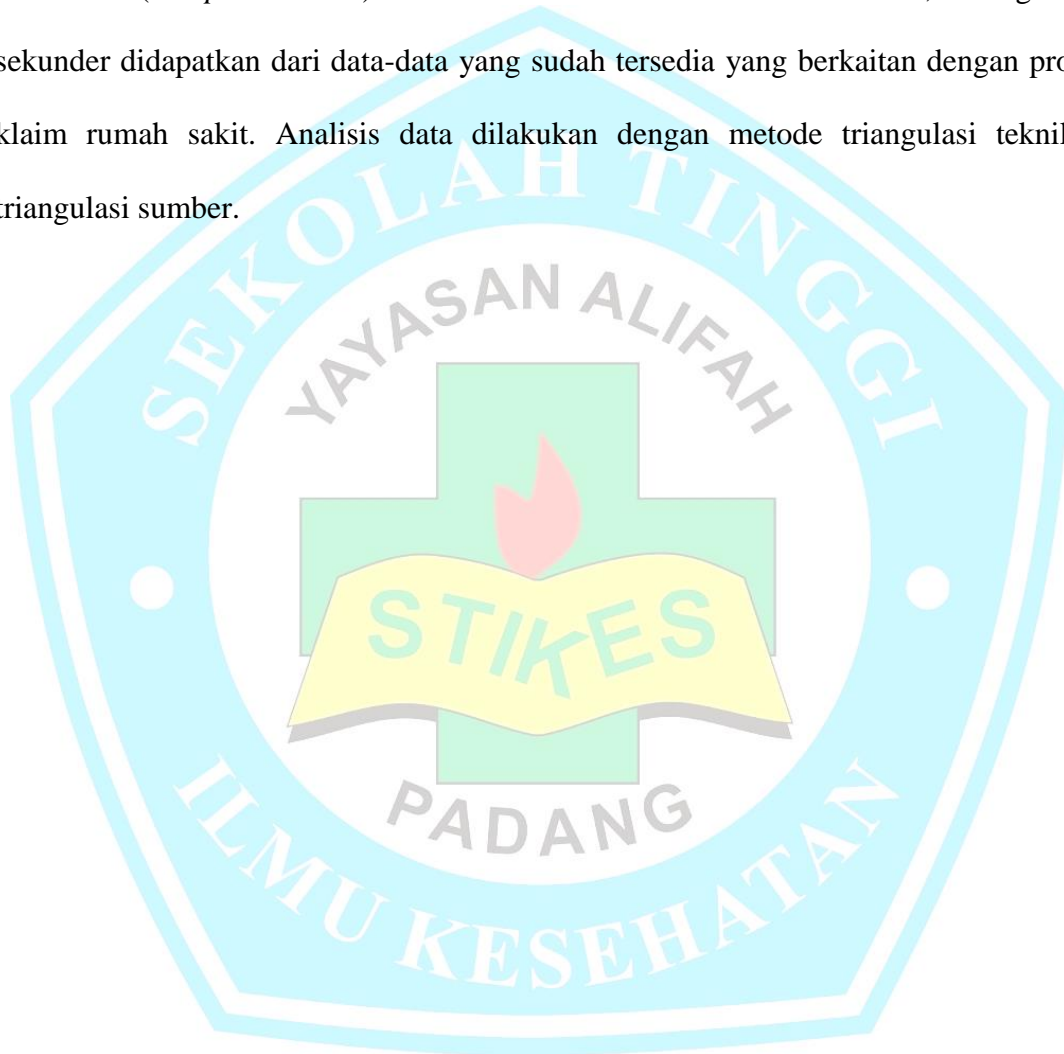 sekunder didapatkan dari data-data yang sudah tersedia yang berkaitan dengan pro
klaim rumah sakit. Analisis data dilakukan dengan metode triangulasi teknik
triangulasi sumber.
SEKOLAH TINGGI
YAYASAN ALIFAH
STIKES
PADANG
ILMU KESEHATAN